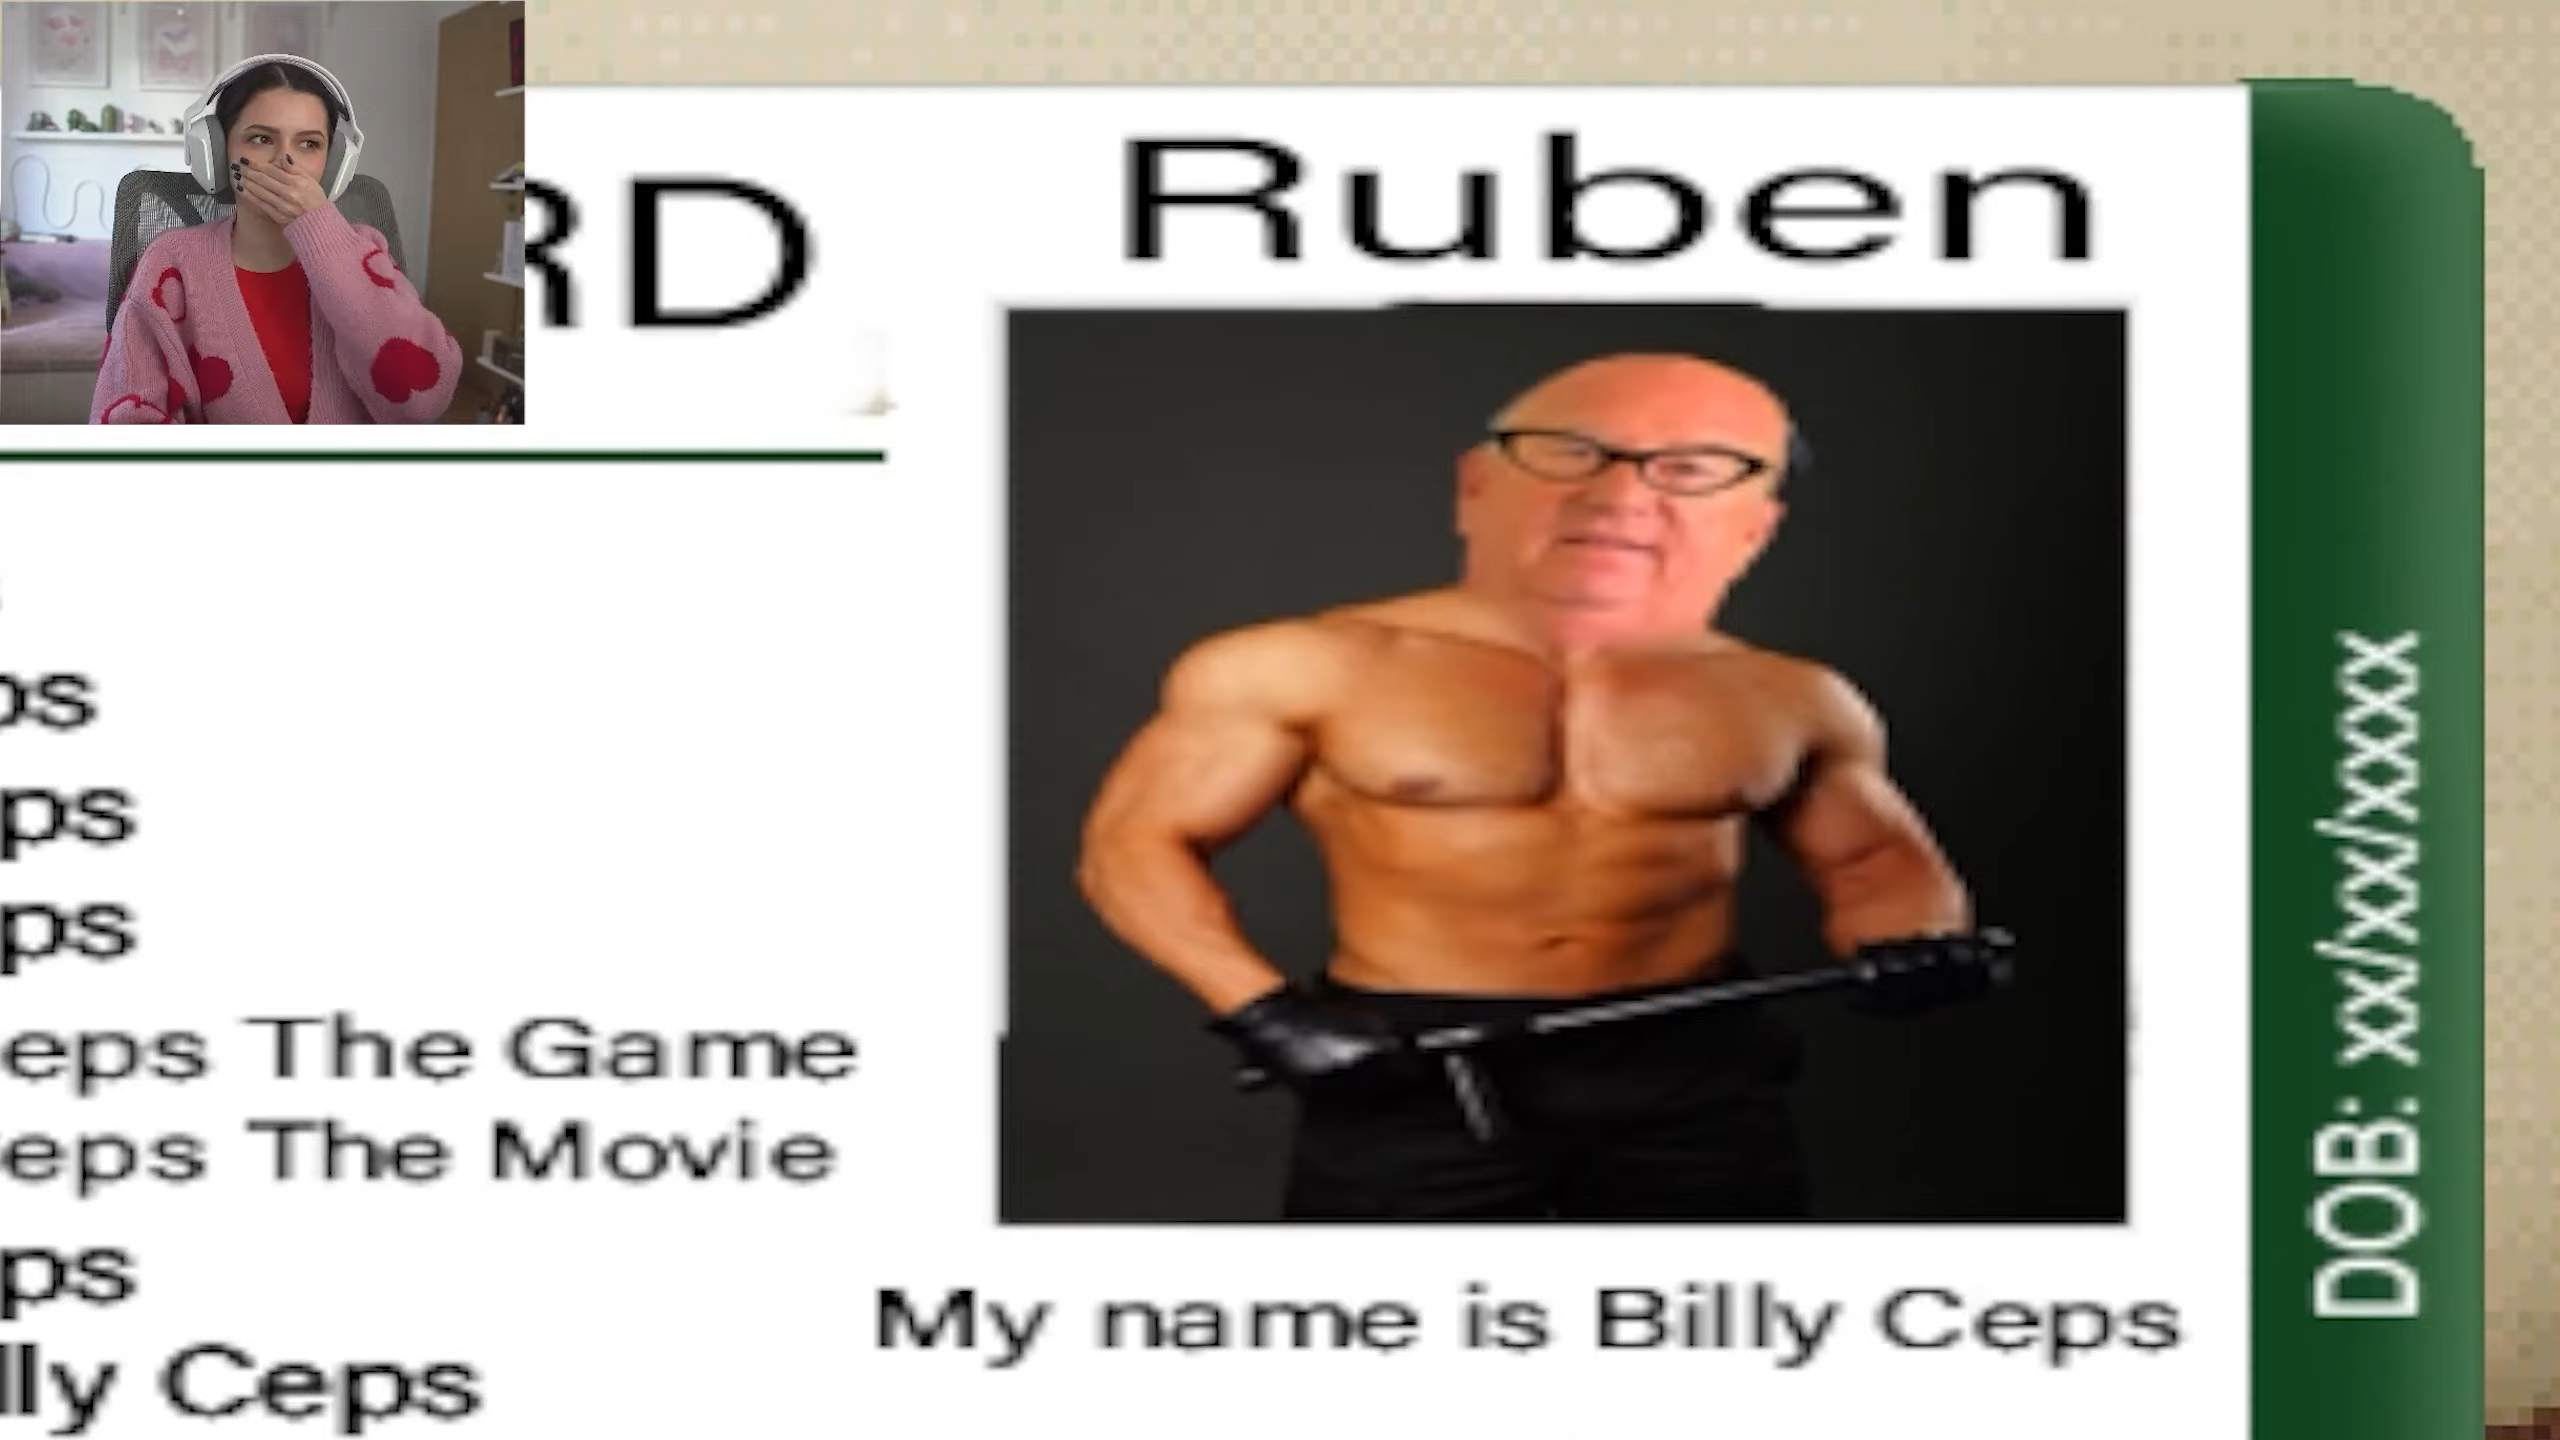 RD
Ruben
ps
ps
ps
eps The Game
eps The Movie
ps
lly Ceps
My name is Billy Ceps
DOB: xx/xx/xxxx